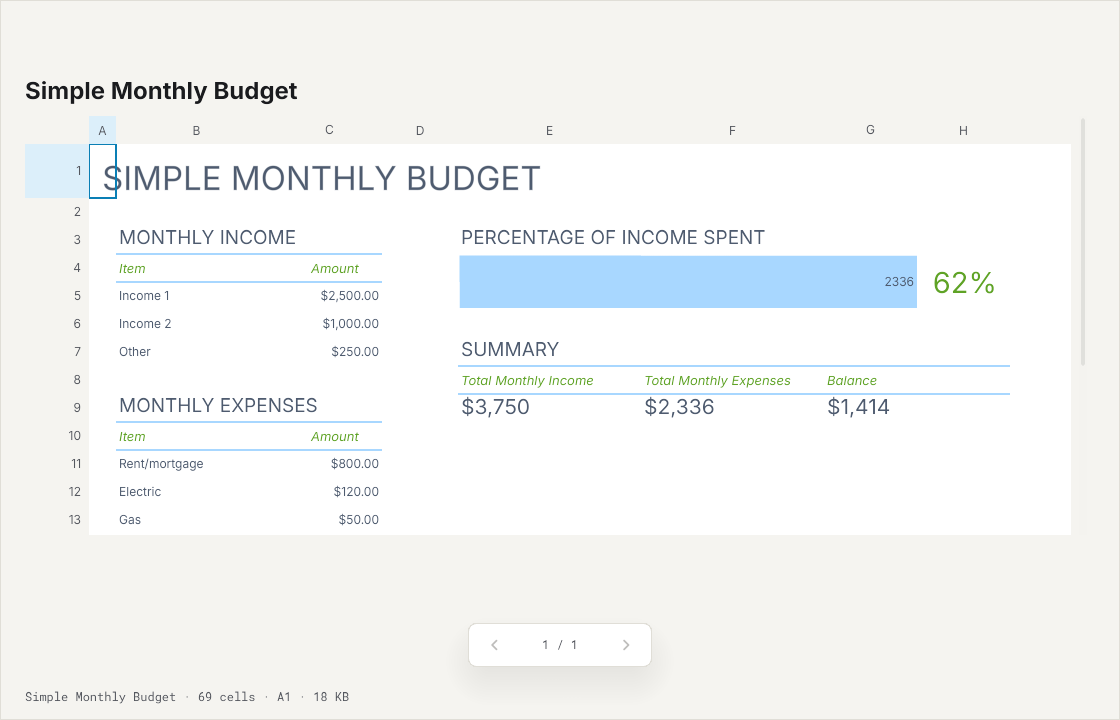 Simple Monthly Budget
A B C D E F G H
1 SIMPLE MONTHLY BUDGET
2
3 MONTHLY INCOME PERCENTAGE OF INCOME SPENT
4 Item Amount
2336 62%
5 Income 1 $2,500.00
6 Income 2 $1,000.00
7 Other $250.00 SUMMARY
8 Total Monthly Income Total Monthly Expenses Balance
9 MONTHLY EXPENSES $3,750 $2,336 $1,414
10 Item Amount
11 Rent/mortgage $800.00
12 Electric $120.00
13 Gas $50.00
1 / 1
Simple Monthly Budget · 69 cells · A1 · 18 KB